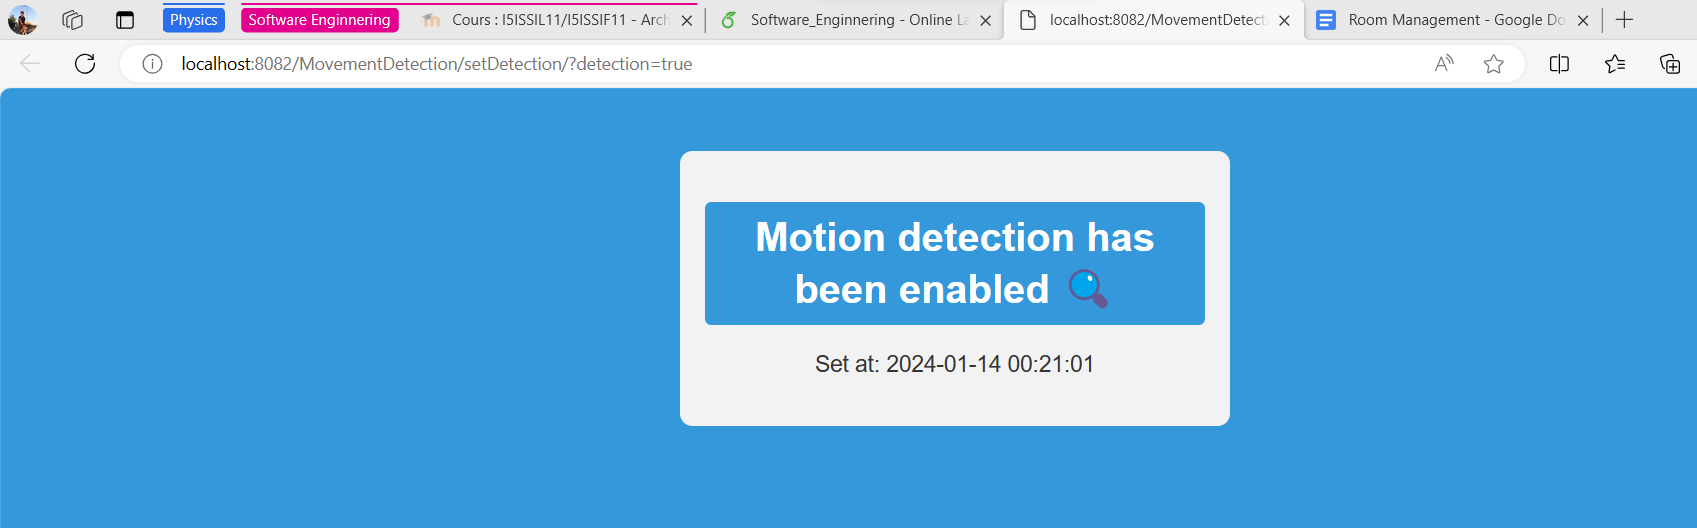 Physics
Software Enginnering
Cours : I5ISSIL11/I5ISSIF11 - Arch
Software_Enginnering - Online La
localhost:8082/MovementDetect
Room Management - Google Do
localhost:8082/MovementDetection/setDetection/?detection=true
Motion detection has
been enabled
Set at: 2024-01-14 00:21:01